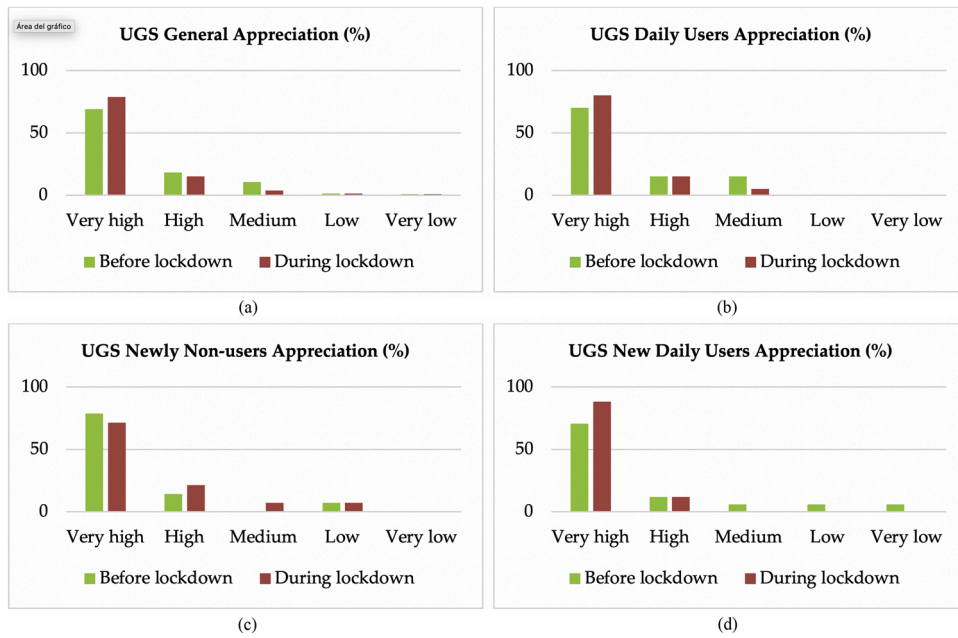 Área del gráfico
UGS General Appreciation (%)
100
50
0
Very high High Medium Low Very low
Before lockdown During lockdown
(a)
UGS Daily Users Appreciation (%)
100
50
0
Very high High Medium Low Very low
Before lockdown During lockdown
(b)
UGS Newly Non-users Appreciation (%)
100
50
0
Very high High Medium Low Very low
Before lockdown During lockdown
(c)
UGS New Daily Users Appreciation (%)
100
50
0
Very high High Medium Low Very low
Before lockdown During lockdown
(d)